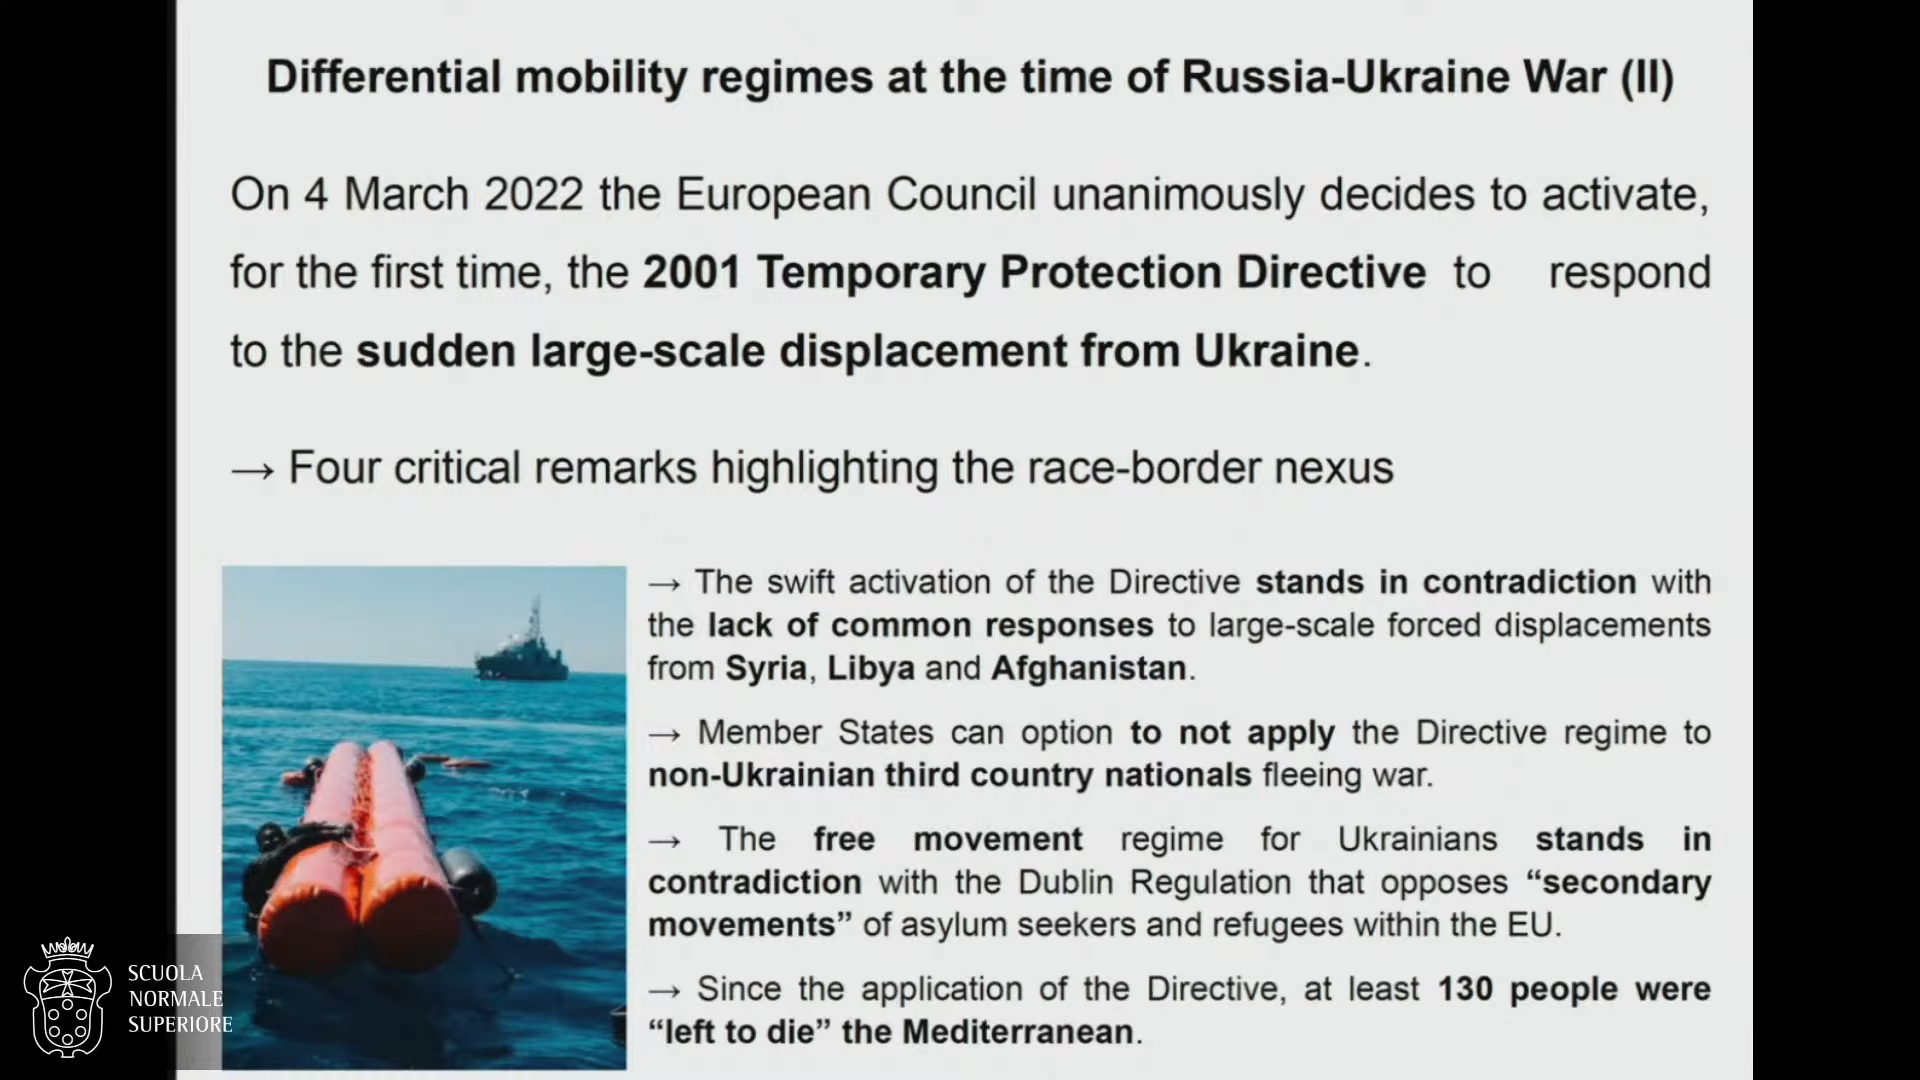 Differential mobility regimes at the time of Russia-Ukraine War (II)
On 4 March 2022 the European Council unanimously decides to activate,
for the first time, the 2001 Temporary Protection Directive to respond
to the sudden large-scale displacement from Ukraine.
→ Four critical remarks highlighting the race-border nexus
→ The swift activation of the Directive stands in contradiction with
the lack of common responses to large-scale forced displacements
from Syria, Libya and Afghanistan.
→ Member States can option to not apply the Directive regime to
non-Ukrainian third country nationals fleeing war.
→ The free movement regime for Ukrainians stands in
contradiction with the Dublin Regulation that opposes “secondary
movements” of asylum seekers and refugees within the EU.
→ Since the application of the Directive, at least 130 people were
“left to die” the Mediterranean.
SCUOLA
NORMALE
SUPERIORE